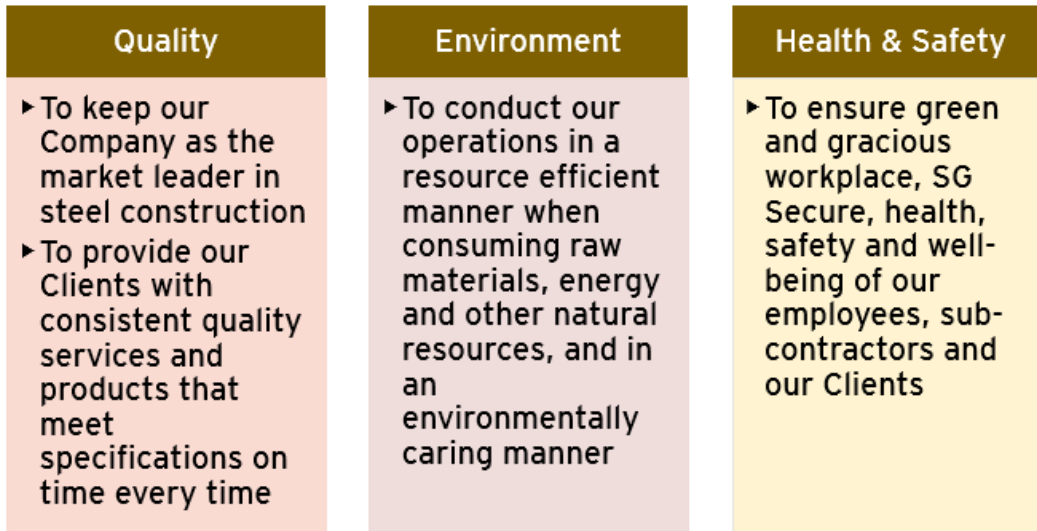 Quality
▸To keep our
Company as the
market leader in
steel construction
▸To provide our
Clients with
consistent quality
services and
products that
meet
specifications on
time every time
Environment
▸To conduct our
operations in a
resource efficient
manner when
consuming raw
materials, energy
and other natural
resources, and in
an
environmentally
caring manner
Health & Safety
▸To ensure green
and gracious
workplace, SG
Secure, health,
safety and well-
being of our
employees, sub-
contractors and
our Clients